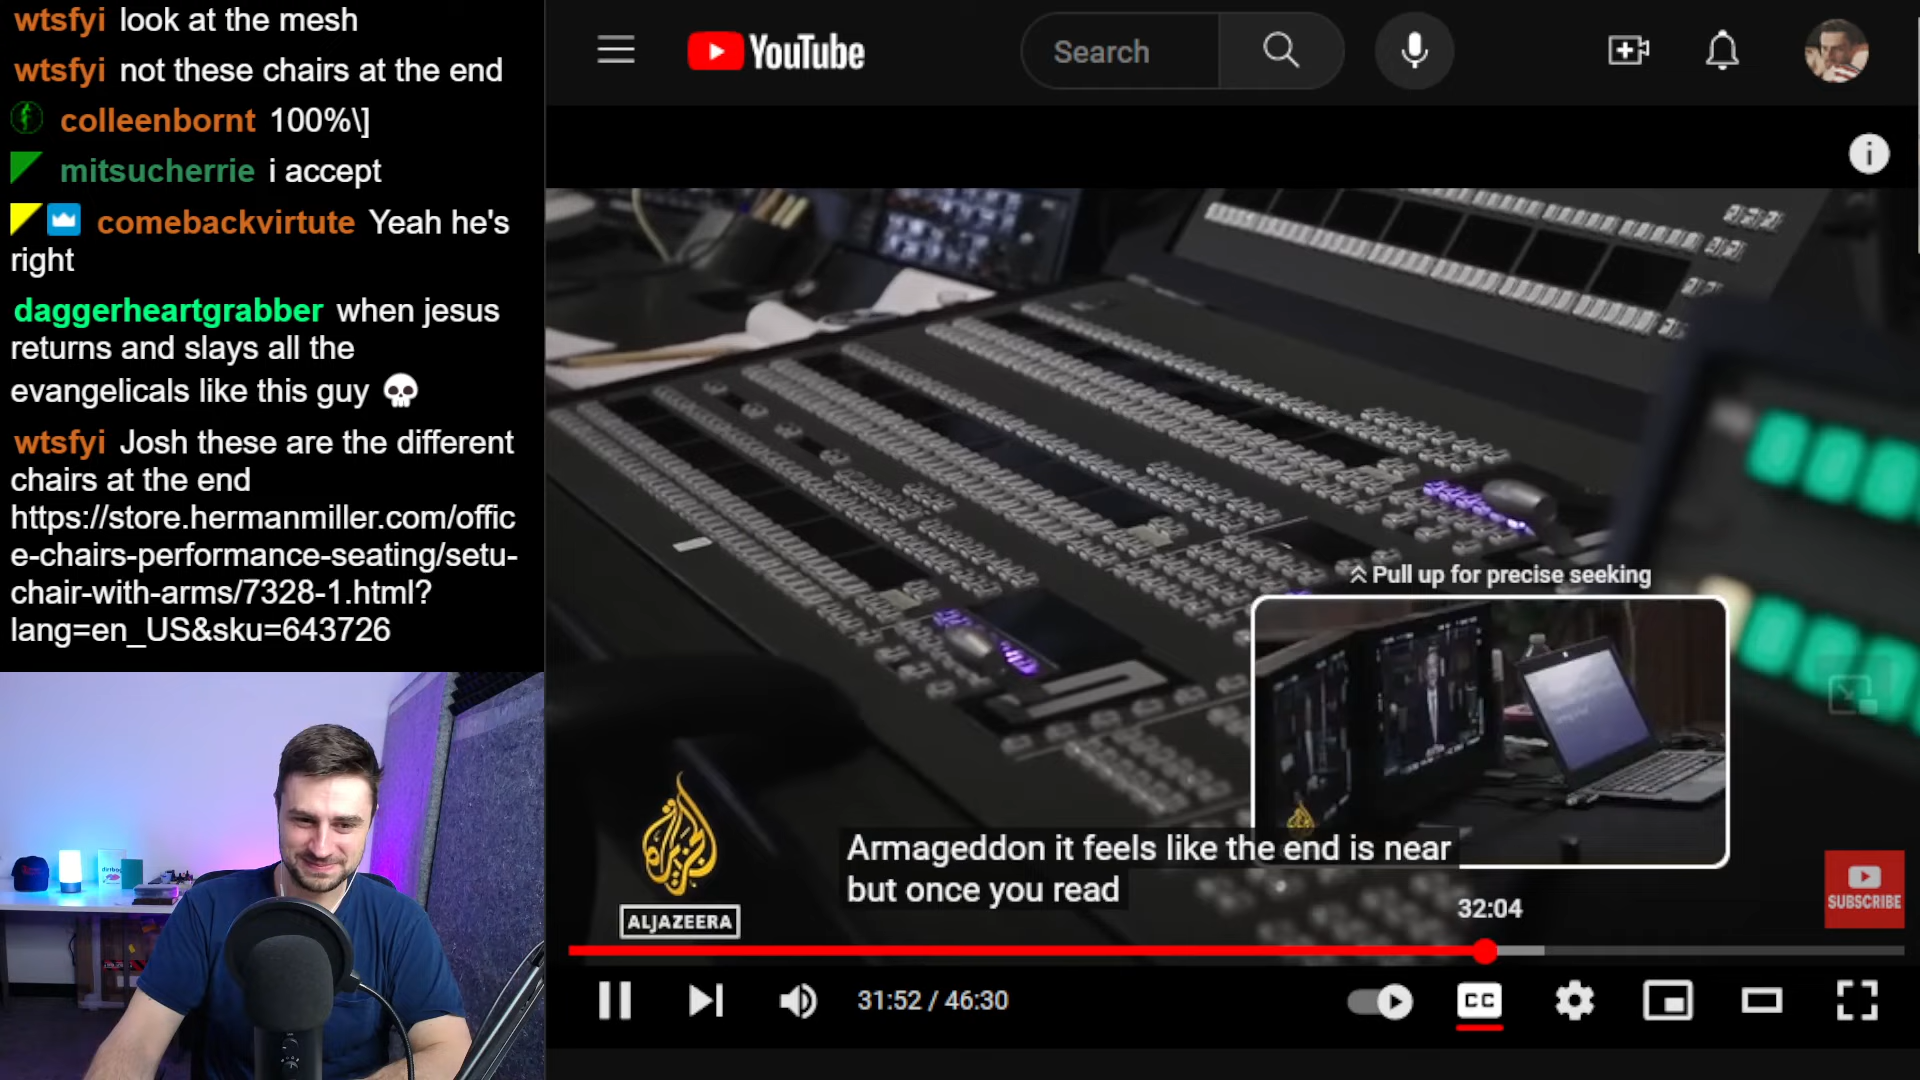 wtsfyi look at the mesh
wtsfyi not these chairs at the end
colleenbornt 100%\]
mitsucherrie i accept
comebackvirtute Yeah he's
right
daggerheartgrabber when jesus
returns and slays all the
evangelicals like this guy 💀
wtsfyi Josh these are the different
chairs at the end
https://store.hermanmiller.com/offic
e-chairs-performance-seating/setu-
chair-with-arms/7328-1.html?
lang=en_US&sku=643726
YouTube
Search
Pull up for precise seeking
Armageddon it feels like the end is near
but once you read
الجزيرة
ALJAZEERA
32:04
SUBSCRIBE
31:52 / 46:30
CC